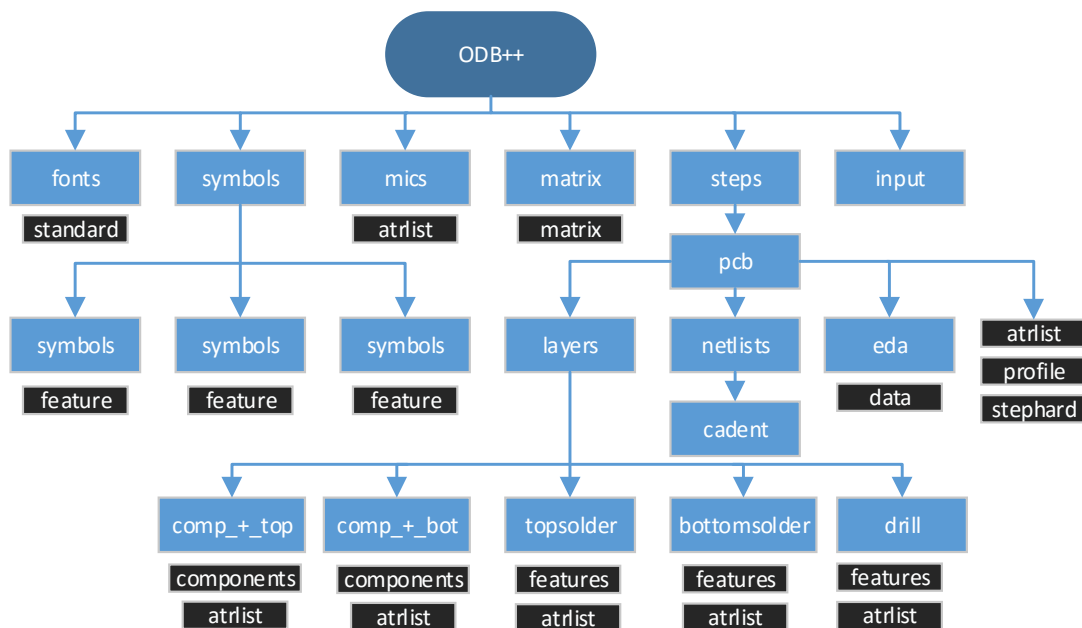 ODB++
fonts
symbols
mics
matrix
steps
input
standard
atrlist
matrix
pcb
symbols
symbols
symbols
layers
netlists
eda
atrlist
profile
stephard
feature
feature
feature
data
cadent
comp_+_top
comp_+_bot
topsolder
bottomsolder
drill
components
components
features
features
features
atrlist
atrlist
atrlist
atrlist
atrlist